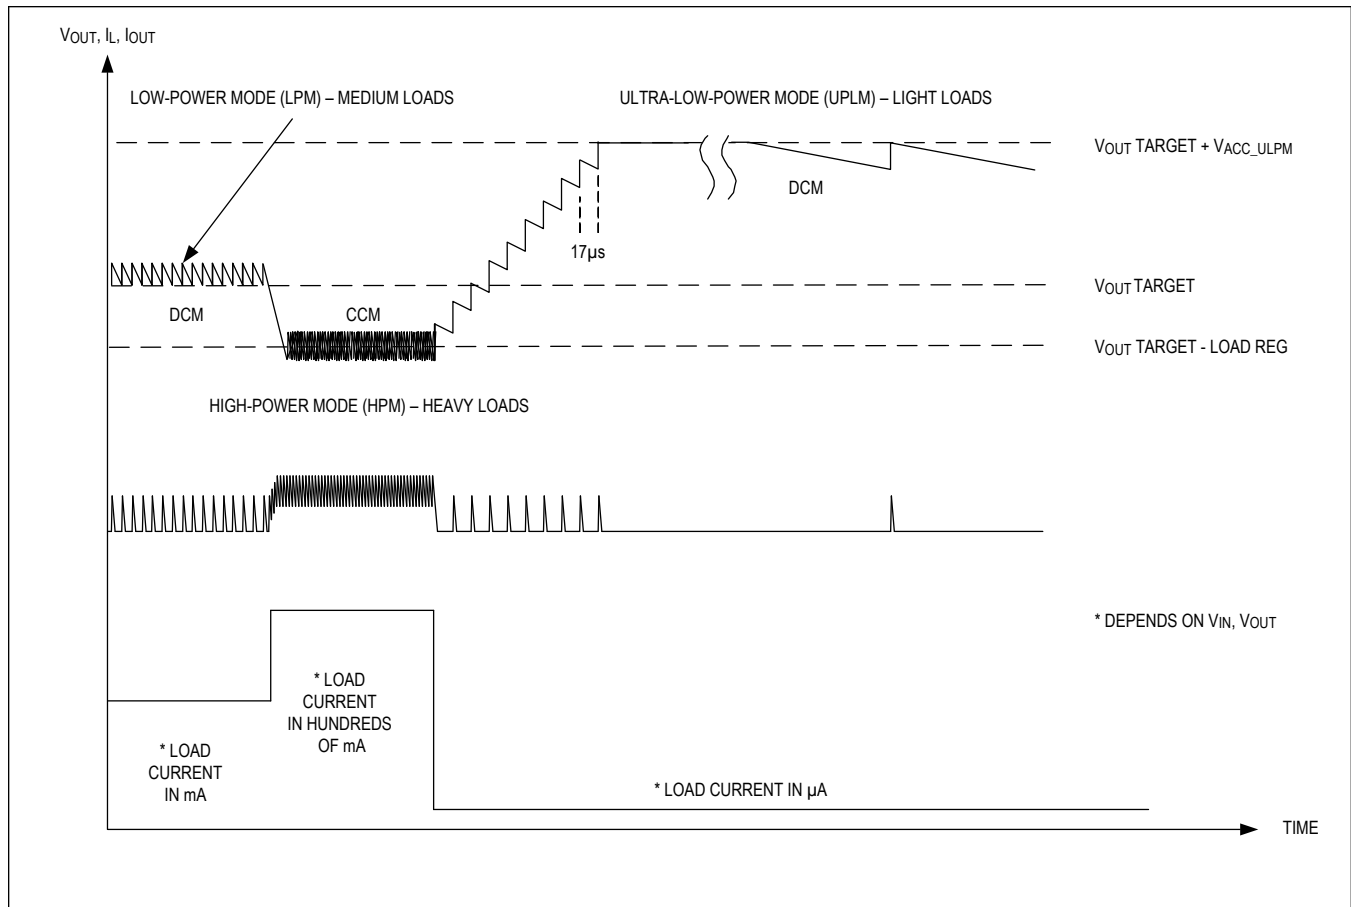 VOUT, IL, IOUT
LOW-POWER MODE (LPM) – MEDIUM LOADS
ULTRA-LOW-POWER MODE (UPLM) – LIGHT LOADS
VOUT TARGET + VACC_ULPM
DCM
17µs
VOUT TARGET
DCM
CCM
VOUT TARGET - LOAD REG
HIGH-POWER MODE (HPM) – HEAVY LOADS
* DEPENDS ON VIN, VOUT
* LOAD
CURRENT
IN HUNDREDS
OF mA
* LOAD
CURRENT
IN mA
* LOAD CURRENT IN µA
TIME